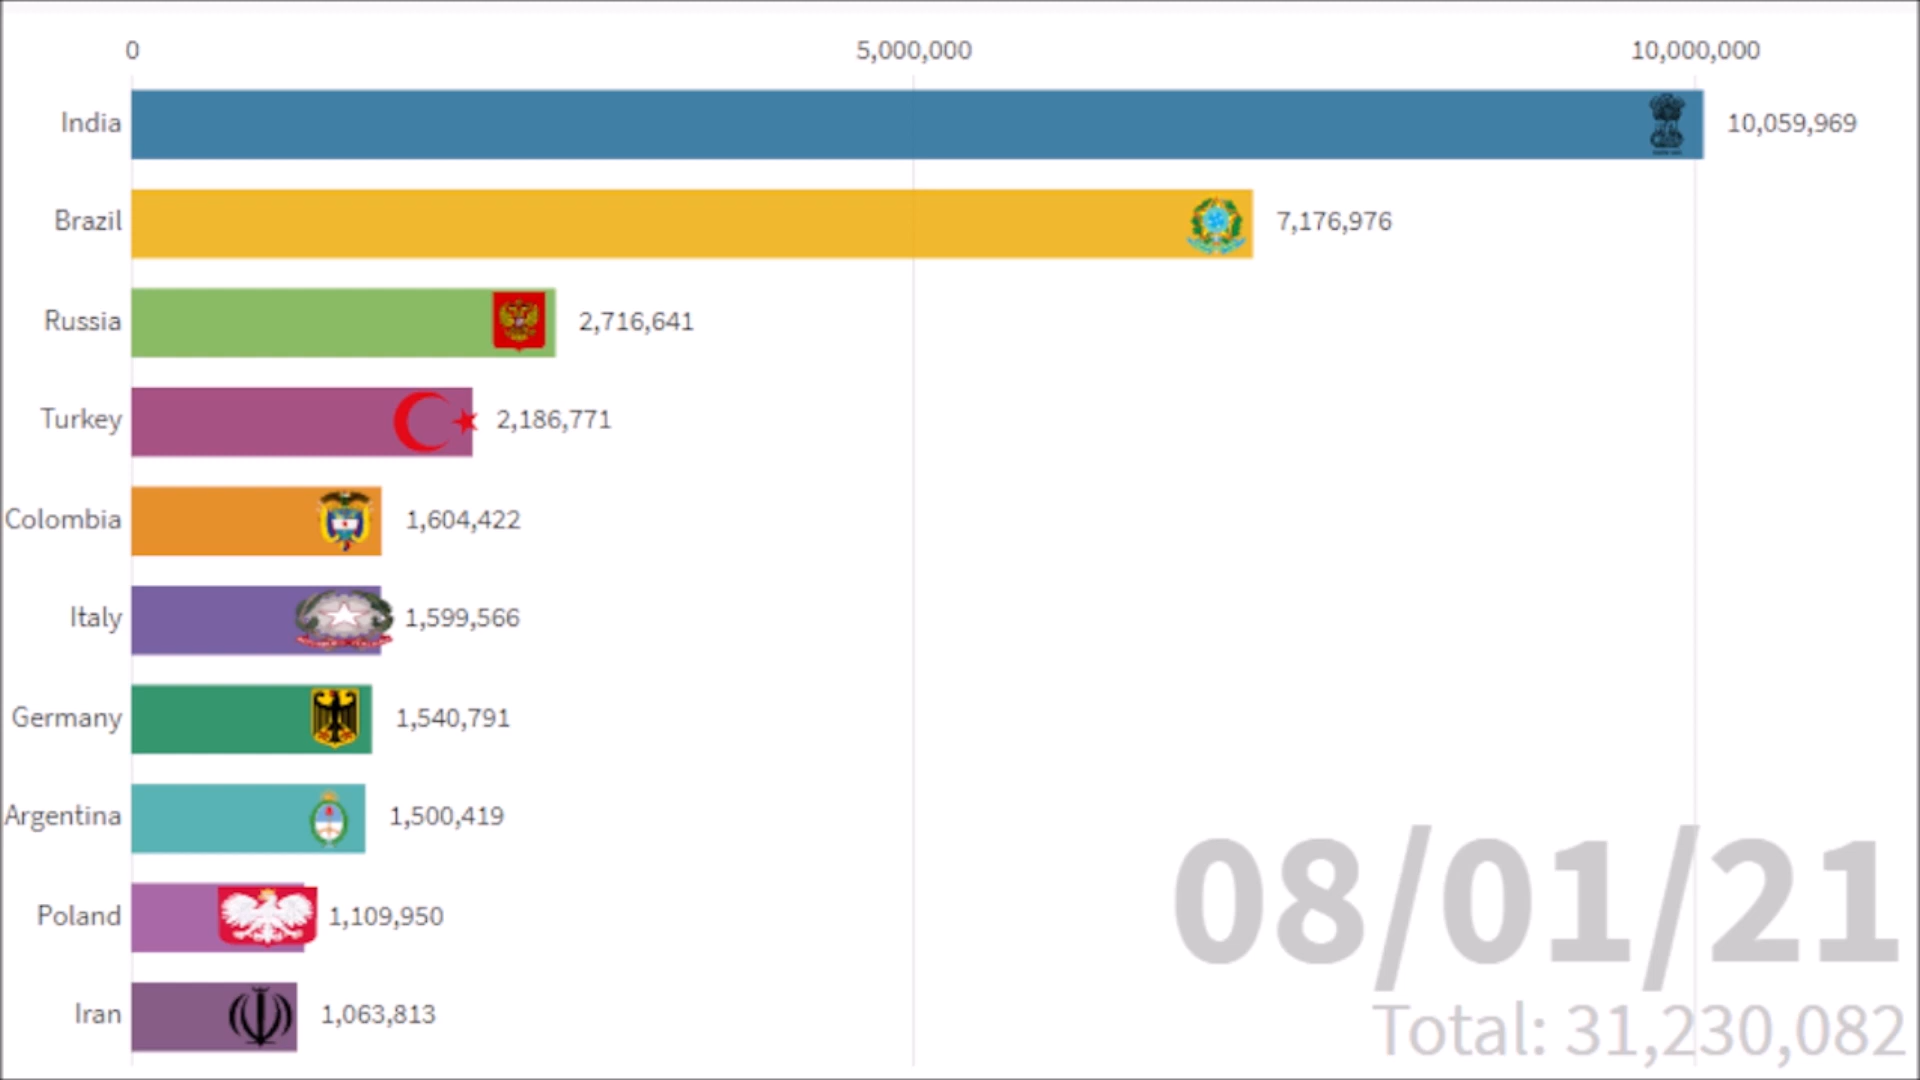 0 5,000,000 10,000,000
India 10,059,969
Brazil 7,176,976
Russia 2,716,641
Turkey 2,186,771
Colombia 1,604,422
Italy 1,599,566
Germany 1,540,791
Argentina 1,500,419
Poland 1,109,950
Iran 1,063,813
08/01/21
Total: 31,230,082